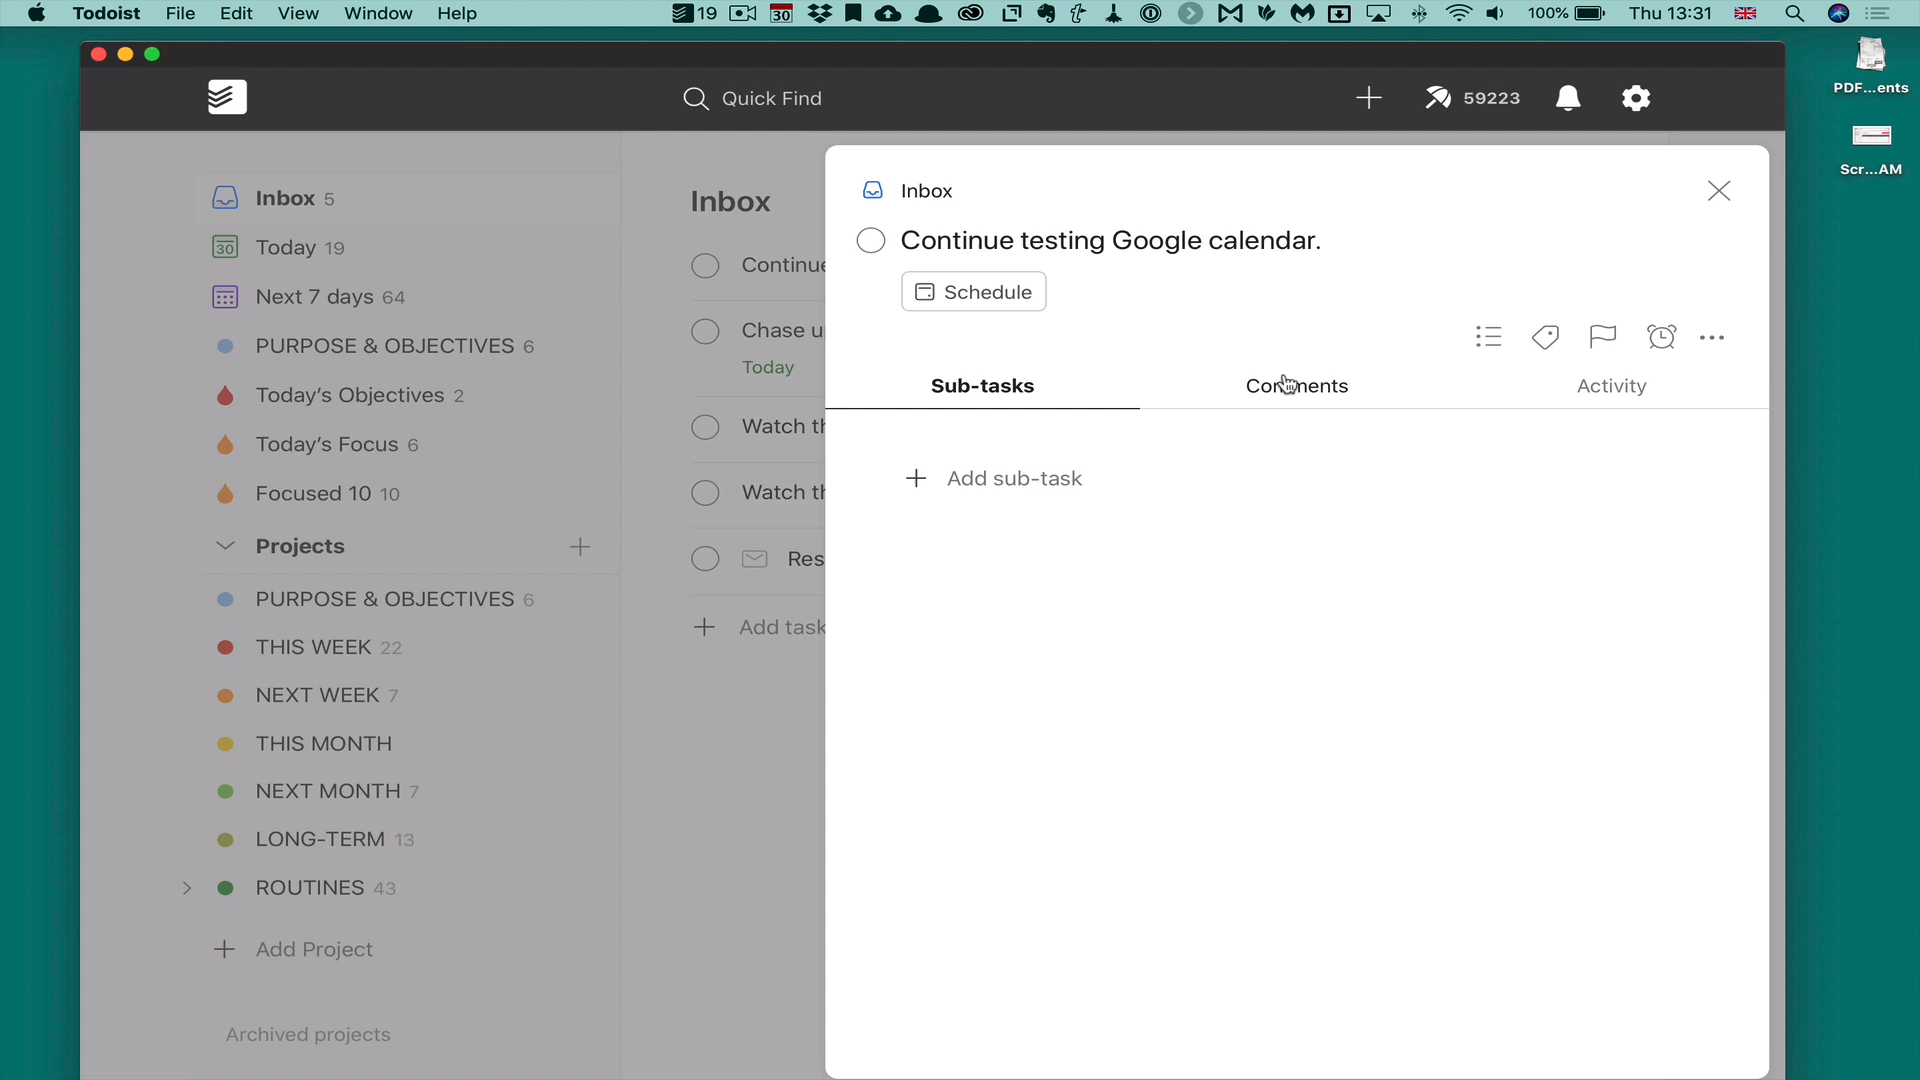 Todoist File Edit View Window Help 19 30 100% Thu 13:31
PDF...ents
Scr...AM
Quick Find
59223
Inbox 5
Today 19
30
Next 7 days 64
PURPOSE & OBJECTIVES 6
Today's Objectives 2
Today's Focus 6
Focused 10 10
Projects
PURPOSE & OBJECTIVES 6
THIS WEEK 22
NEXT WEEK 7
THIS MONTH
NEXT MONTH 7
LONG-TERM 13
ROUTINES 43
Add Project
Archived projects
Inbox
Continue
Chase u
Today
Watch th
Watch th
Res
Add task
Inbox
Continue testing Google calendar.
Schedule
Sub-tasks Comments Activity
Add sub-task